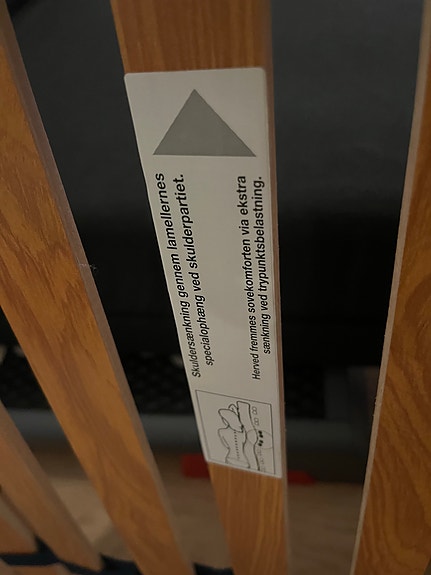 Skuldersænkning gennem lamellernes
specialophæng ved skulderpartiet.
Herved fremmes sovekomforten via ekstra
sænkning ved trypunktsbelastning.